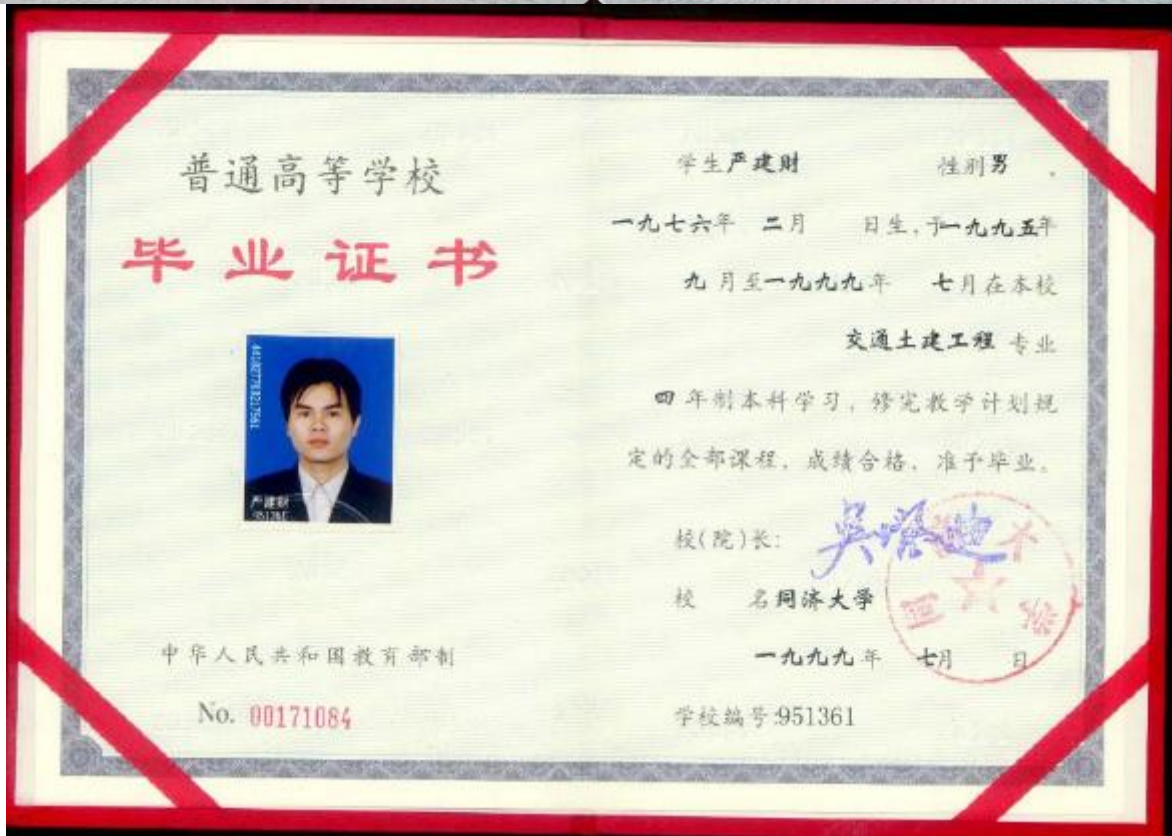 普通高等学校
毕业证书
严建财
中华人民共和国教育部制
No. 00171084
学生严建财 性别男 .
一九七六年 二月 日生,于一九九五年
九月至一九九九年 七月在本校
交通土建工程 专业
四年制本科学习,修完教学计划规
定的全部课程,成绩合格,准予毕业。
校(院)长:
校 名同济大学
一九九九年 七月 日
学校编号:951361